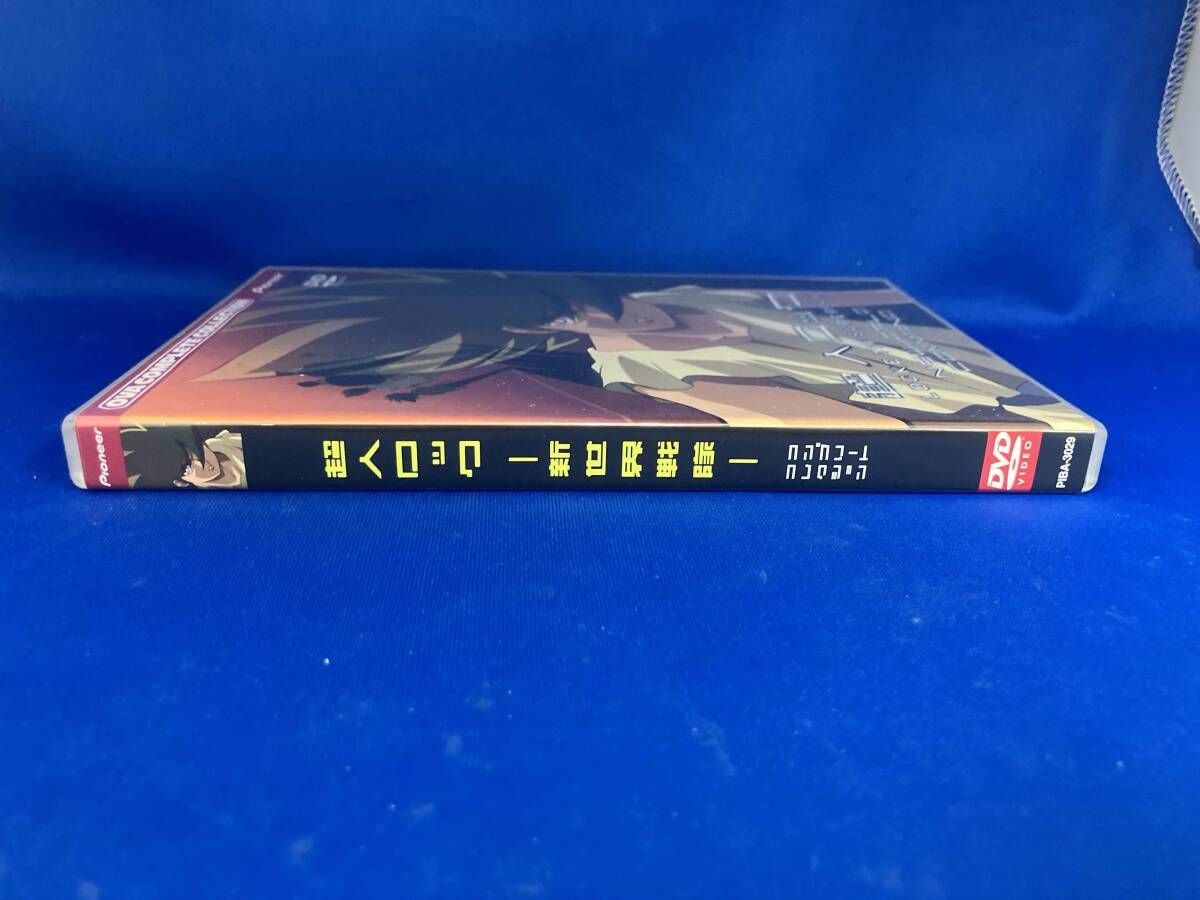 OVA COMPLETE COLLECTION
Pioneer
Pioneer
超人ロック
―新世界戦隊―
コンプリート
コレクション
DVD
VIDEO
PIBA-3029